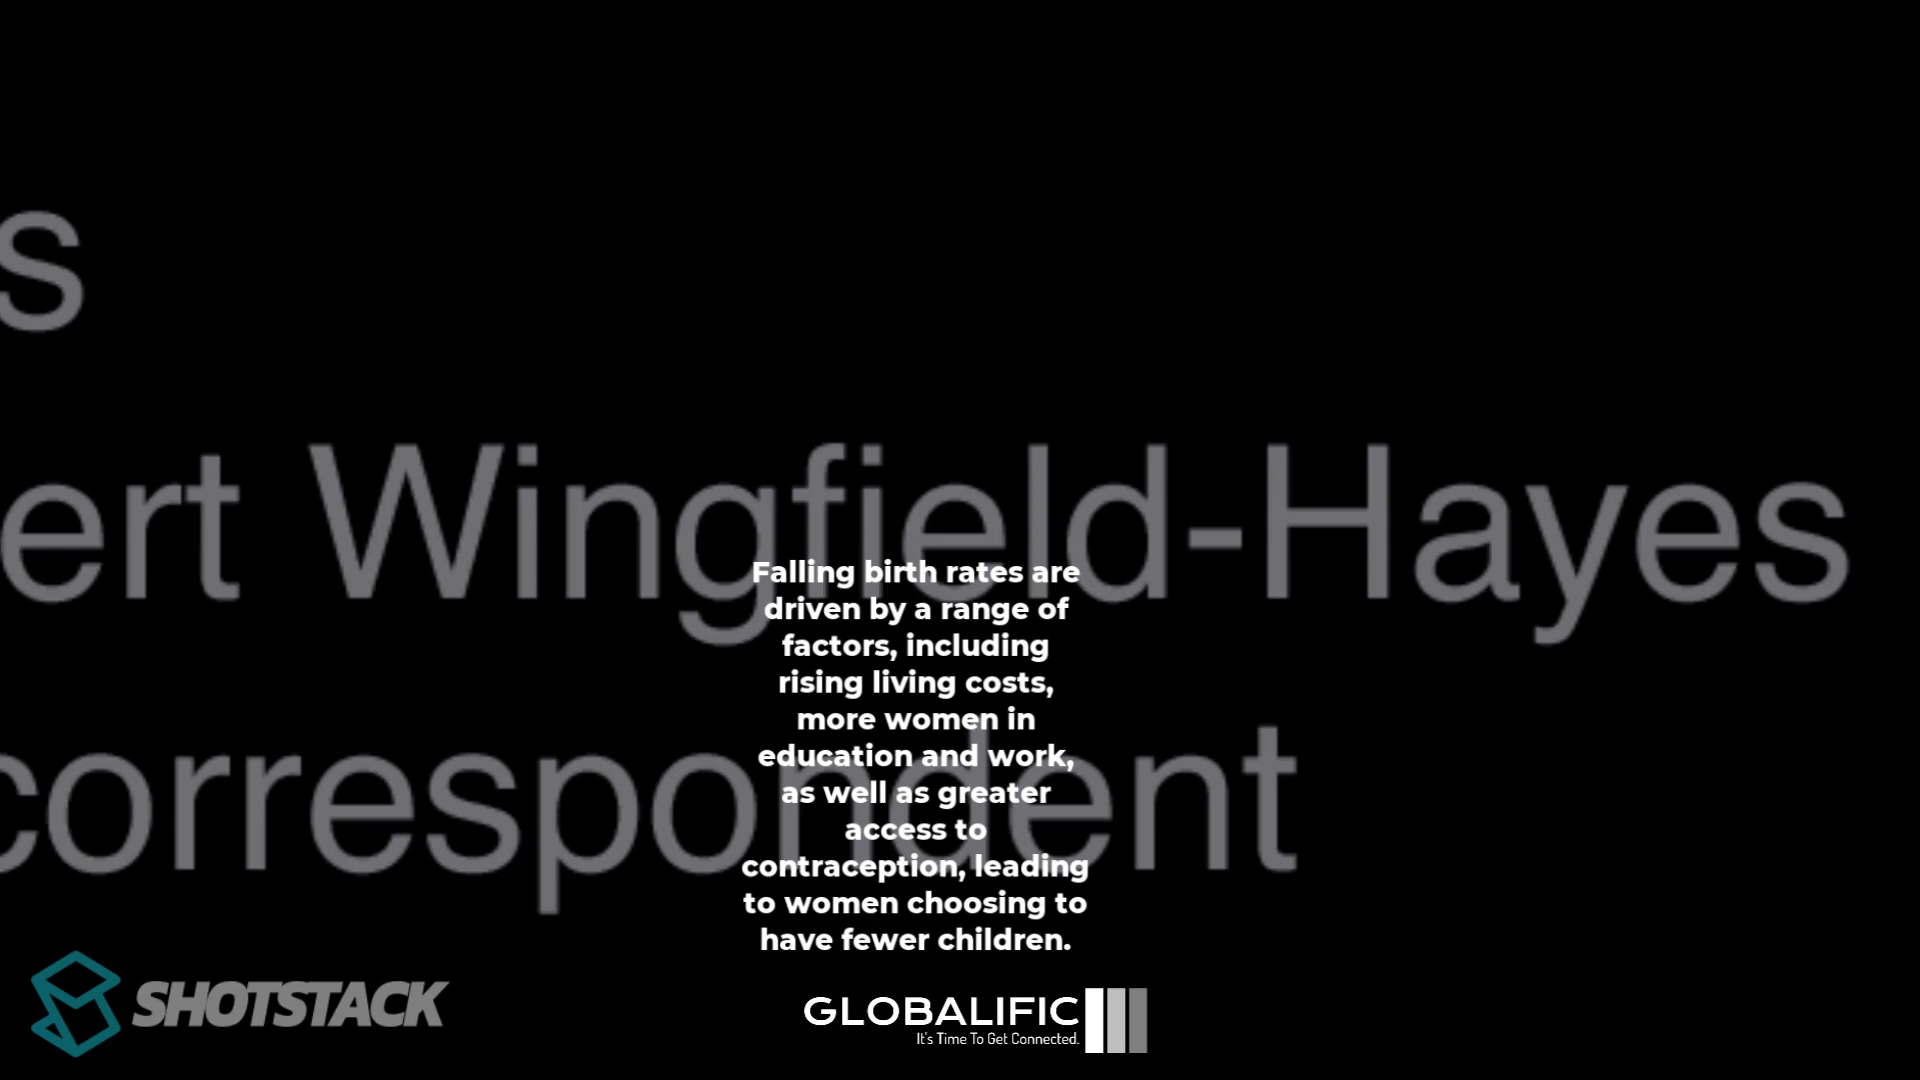 s
ert Wingfield-Hayes
Falling birth rates are
driven by a range of
factors, including
rising living costs,
more women in
education and work,
as well as greater
access to
contraception, leading
to women choosing to
have fewer children.
correspondent
SHOTSTACK
GLOBALIFIC
It's Time To Get Connected.